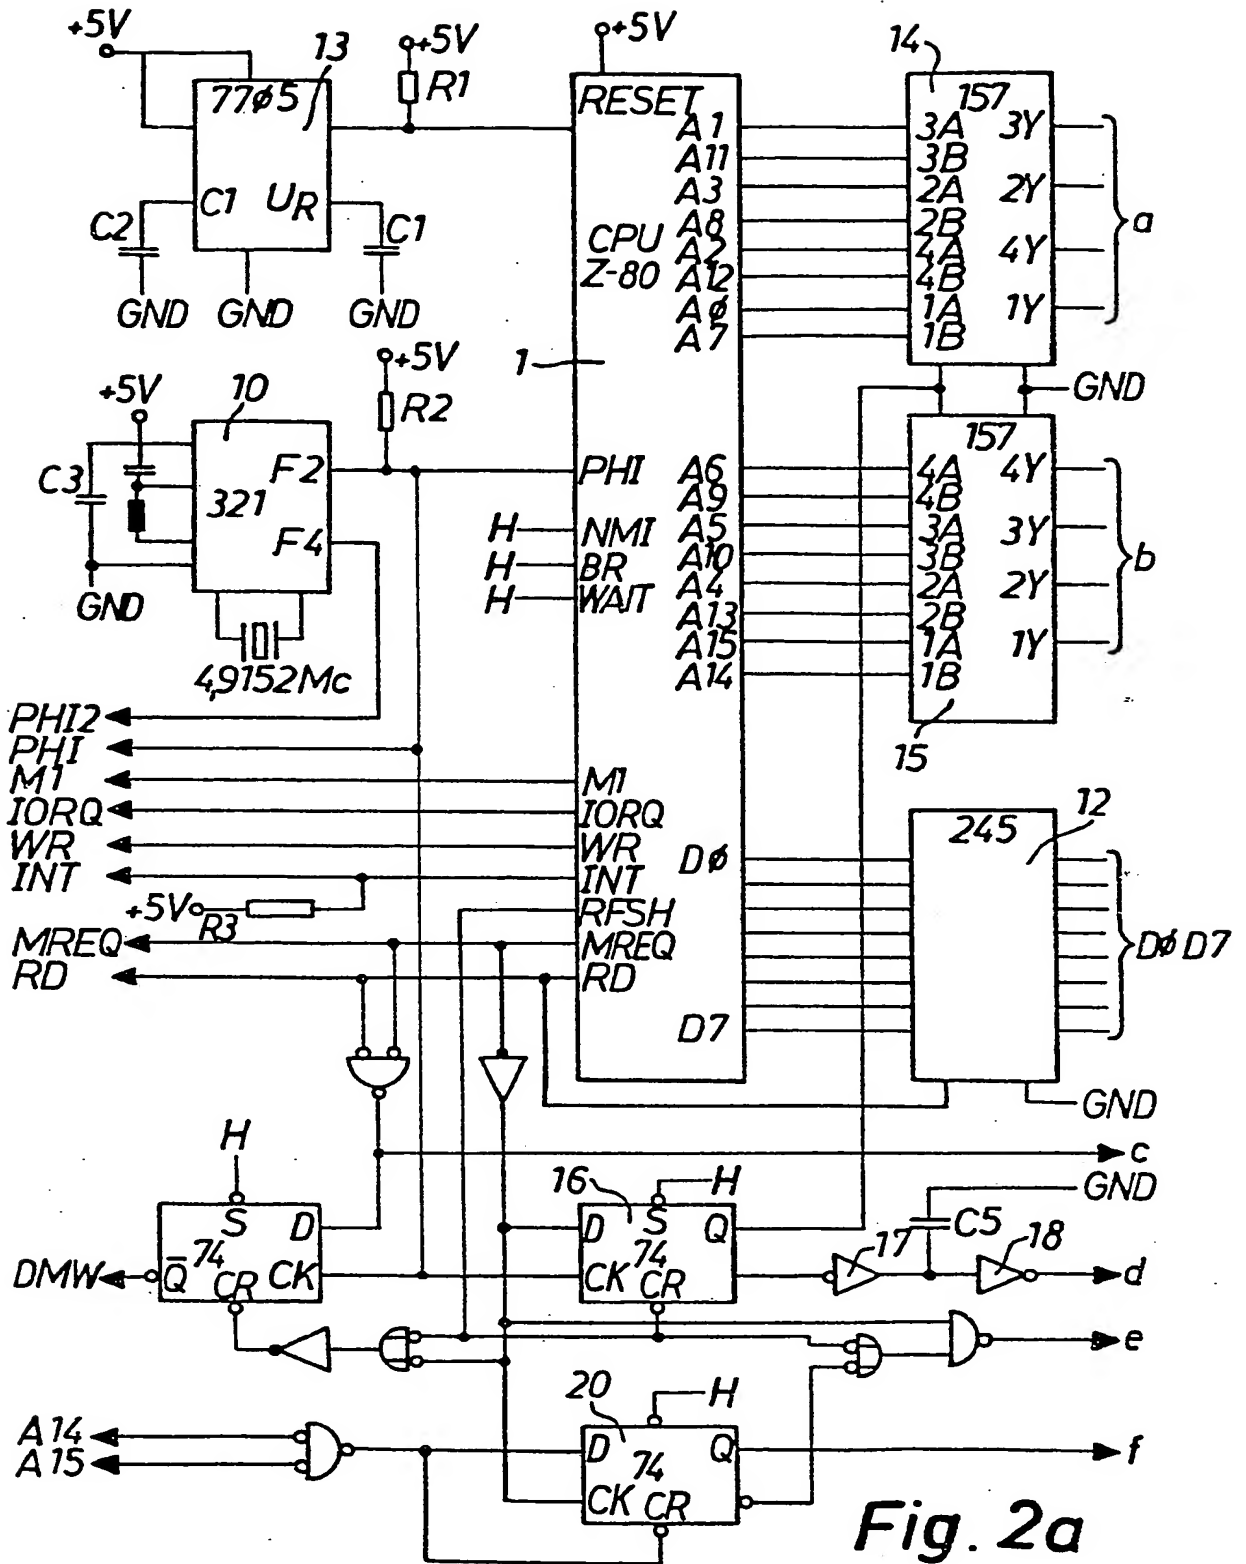 +5V
13
+5V
+5V
14
77ø5
R1
RESET
157
A1
3A
3Y
A11
3B
A3
2A
2Y
a
C1
UR
A8
2B
C2
C1
CPU
A2
4A
4Y
Z-80
A12
4B
GND
GND
GND
Aø
1A
1Y
A7
1B
+5V
1
+5V
10
R2
GND
157
F2
PHI
A6
4A
4Y
C3
321
A9
4B
H
NMI
A5
3A
3Y
F4
H
BR
A10
3B
b
GND
H
WAIT
A4
2A
2Y
A13
2B
A15
1A
1Y
4,9152Mc
A14
1B
PHI2
PHI
15
M1
M1
IORQ
IORQ
12
WR
WR
245
INT
INT
Dø
+5V
R3
RFSH
MREQ
MREQ
Dø D7
RD
RD
D7
GND
H
c
16
H
GND
S
D
D
S
Q
C5
74
74
17
18
DMW
Q̅
CR
CK
CK
CR
d
e
20
H
A14
D
Q
f
A15
74
CK
CR
Fig. 2a